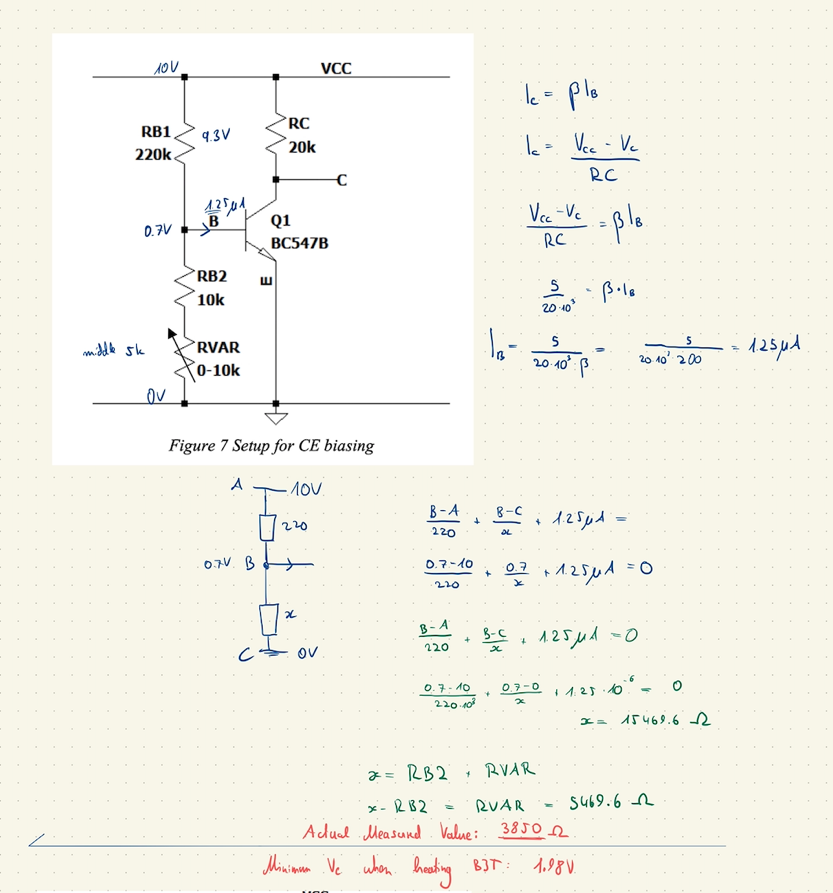 10V VCC
RB1 9.3V RC
220k 20k
C
1.25 μA
B Q1
0.7V BC547B
RB2 E
10k
middle 5k RVAR
0-10k
0V
Figure 7 Setup for CE biasing
Ic = βIB
Ic = Vcc - Vc / RC
Vcc - Vc / RC = βIB
5 / 20·10³ = β·IB
IB = 5 / 20·10³·β = 5 / 20·10³·200 = 1.25μA
A 10V
220
0.7V B
x
C 0V
B-A / 220 + B-C / x + 1.25μA =
0.7-10 / 220 + 0.7 / x + 1.25μA = 0
B-A / 220 + B-C / x + 1.25μA = 0
0.7-10 / 220·10³ + 0.7-0 / x + 1.25·10⁻⁶ = 0
x = 15469.6 Ω
x = RB2 + RVAR
x - RB2 = RVAR = 5469.6 Ω
Actual Measured Value: 3850 Ω
Minimum Vc when heating BJT: 1.98V